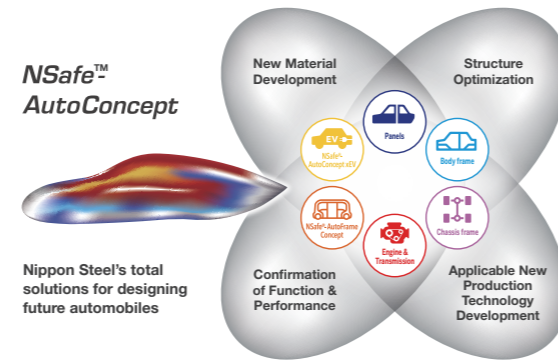 NSafe™-
AutoConcept
New Material
Development
Structure
Optimization
Panels
EV
NSafe®-
AutoConcept xEV
Body frame
NSafe®-AutoFrame
Concept
Chassis frame
Engine &
Transmission
Nippon Steel's total
solutions for designing
future automobiles
Confirmation
of Function &
Performance
Applicable New
Production
Technology
Development